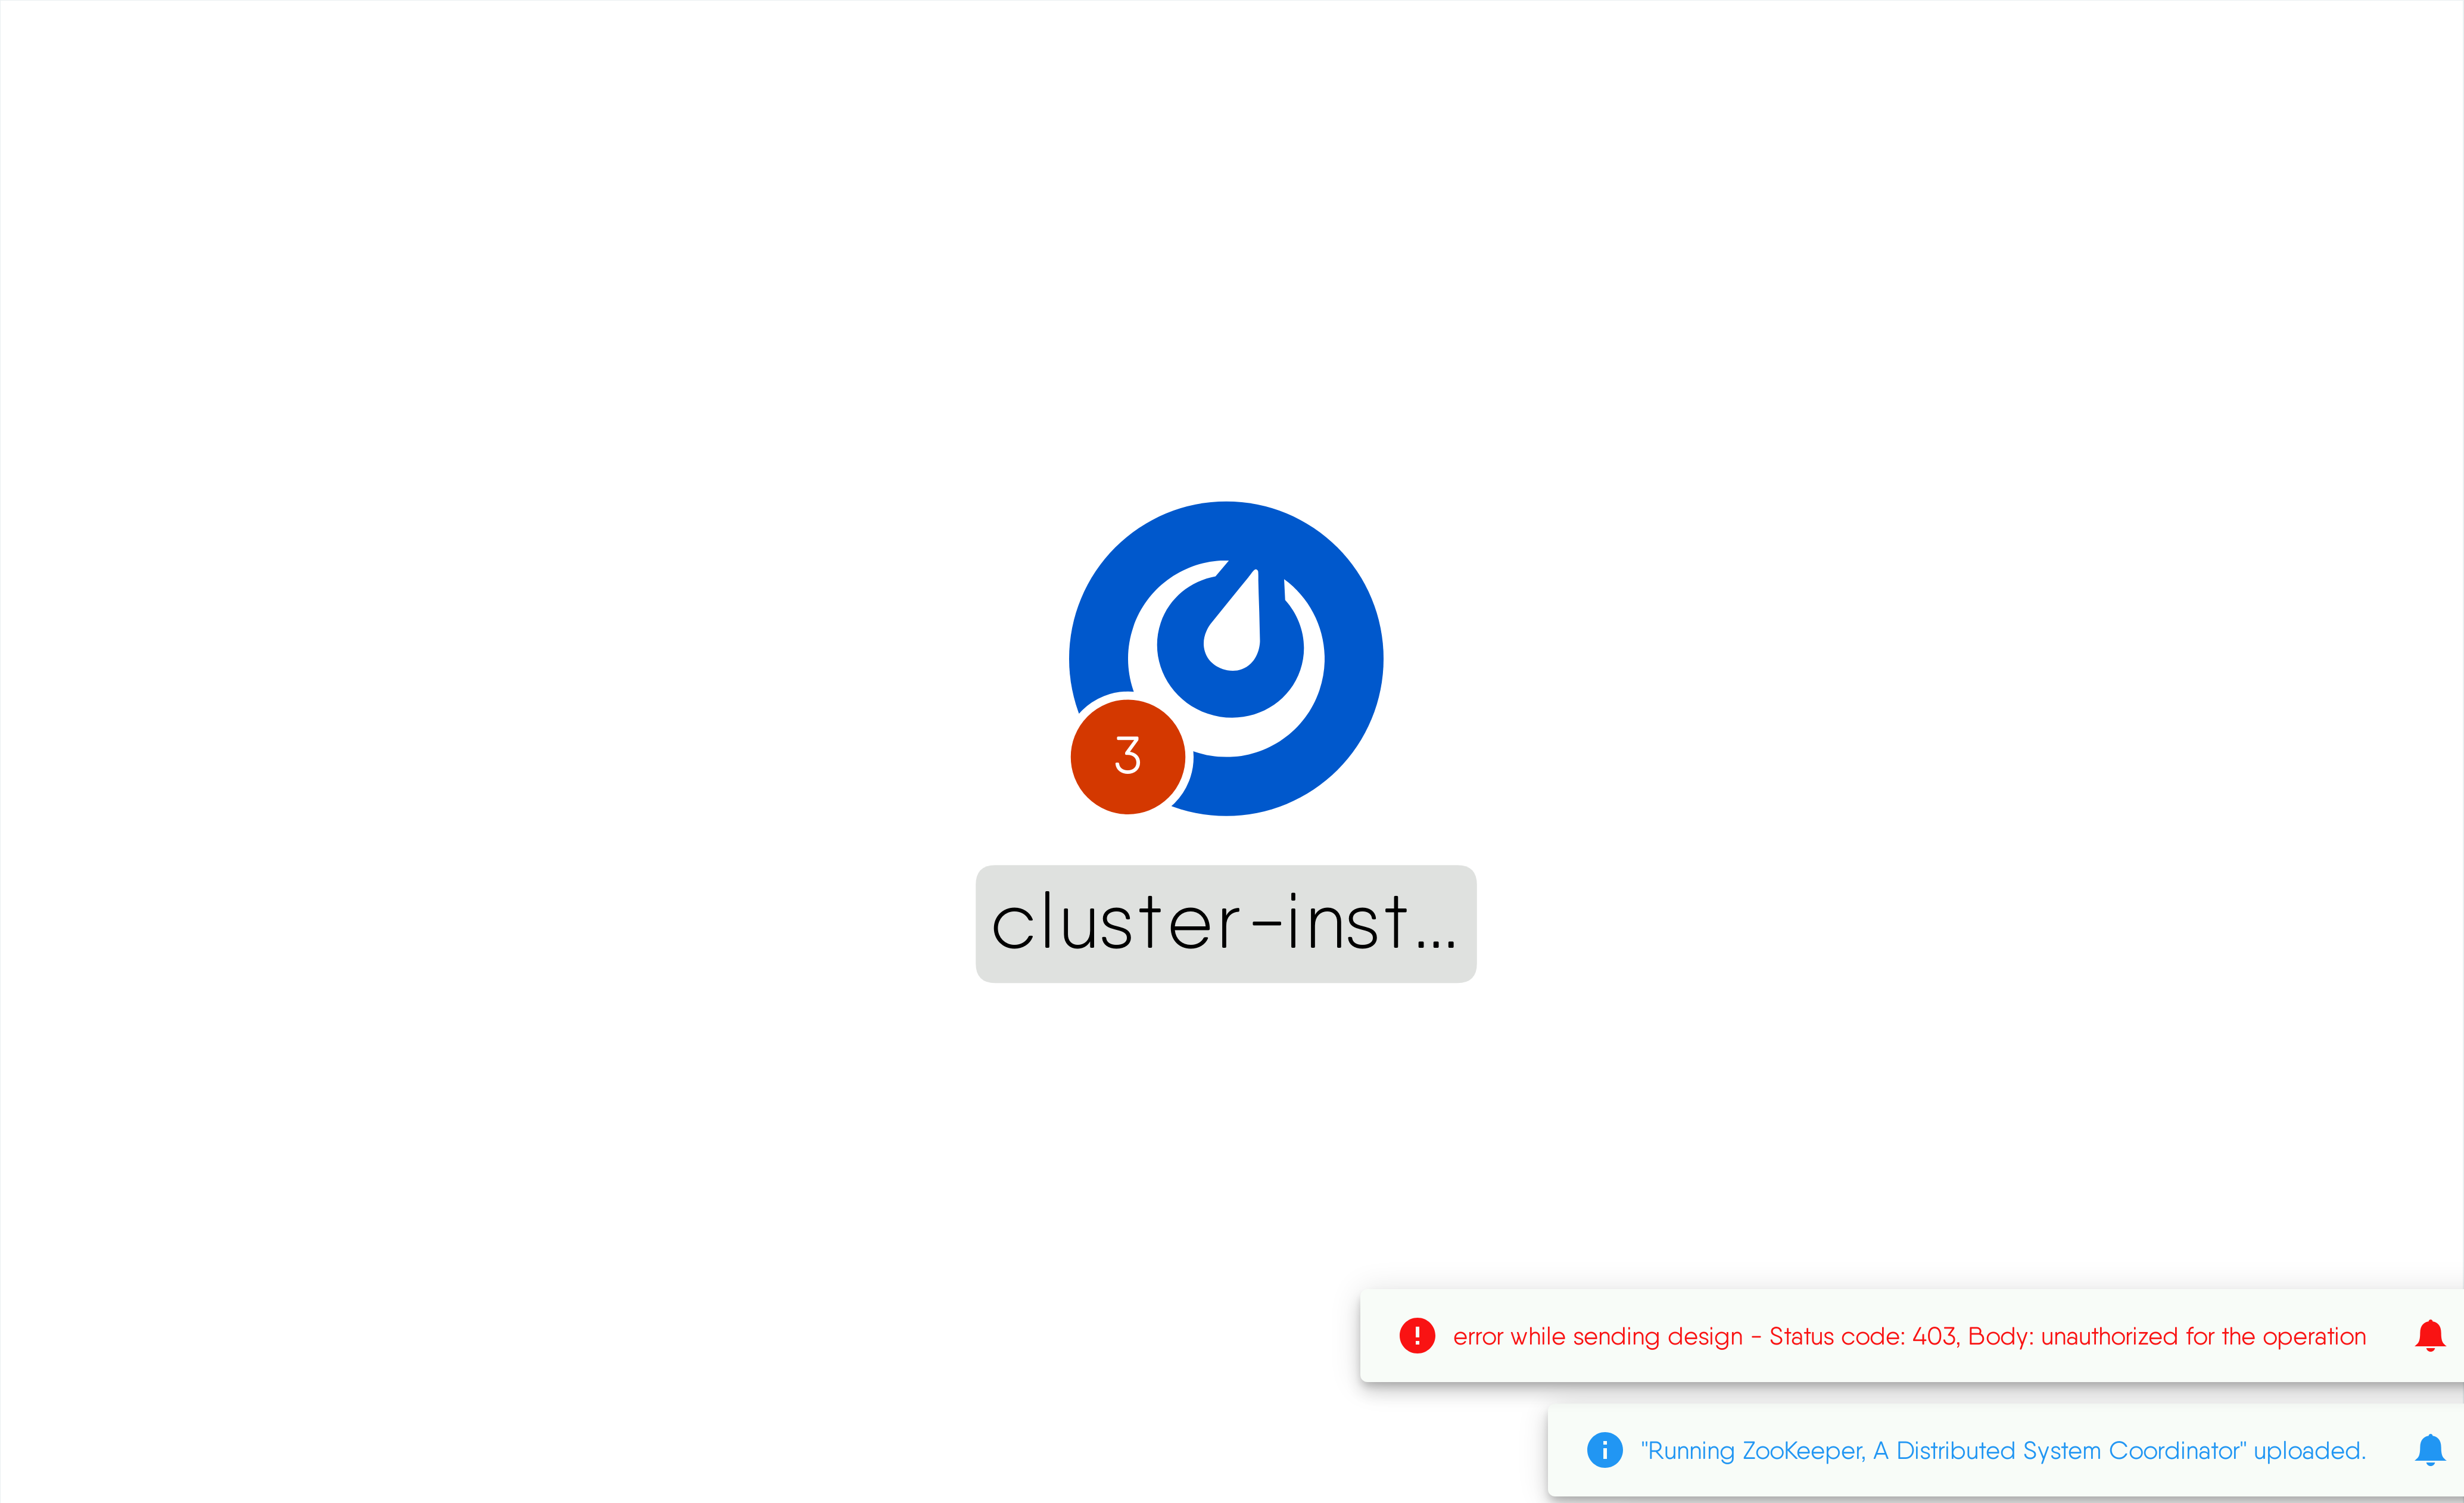 3
cluster-inst...
error while sending design - Status code: 403, Body: unauthorized for the operation
"Running ZooKeeper, A Distributed System Coordinator" uploaded.